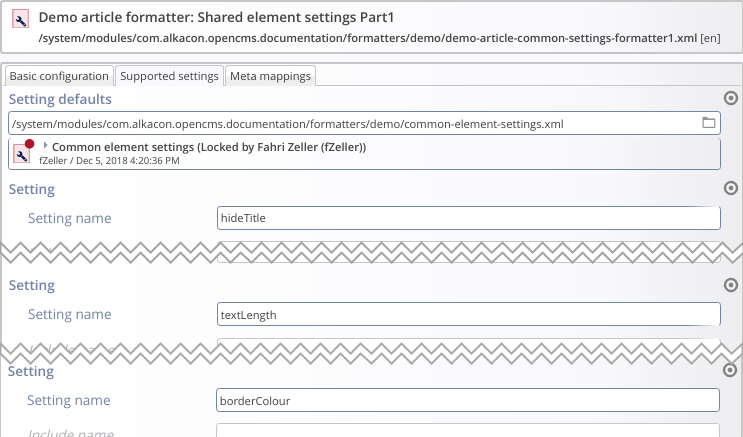 Demo article formatter: Shared element settings Part1
/system/modules/com.alkacon.opencms.documentation/formatters/demo/demo-article-common-settings-formatter1.xml [en]
Basic configuration Supported settings Meta mappings
Setting defaults
/system/modules/com.alkacon.opencms.documentation/formatters/demo/common-element-settings.xml
Common element settings (Locked by Fahri Zeller (fZeller))
fZeller / Dec 5, 2018 4:20:36 PM
Setting
Setting name hideTitle
Setting
Setting name textLength
Setting
Setting name borderColour
Include name